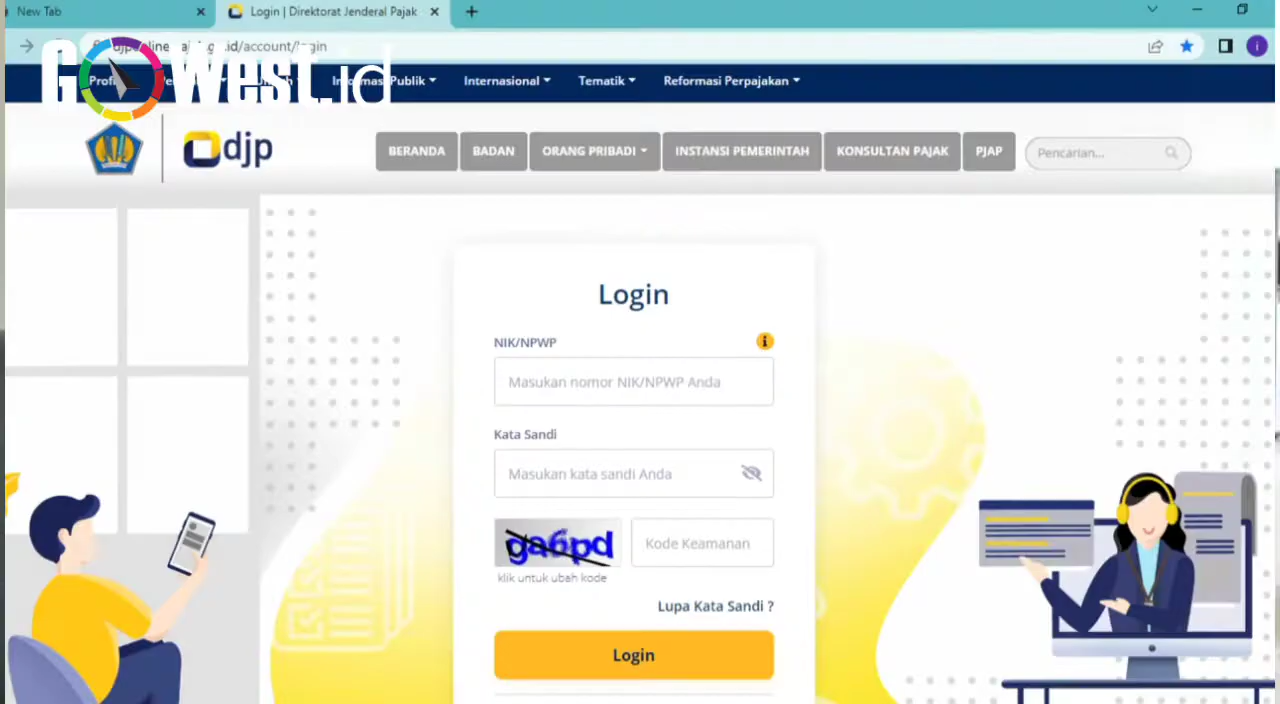 New Tab
Login | Direktorat Jenderal Pajak
GOwest.id
/account/login
Publik
Internasional
Tematik
Reformasi Perpajakan
djp
BERANDA
BADAN
ORANG PRIBADI
INSTANSI PEMERINTAH
KONSULTAN PAJAK
PJAP
Pencarian...
Login
NIK/NPWP
Masukan nomor NIK/NPWP Anda
Kata Sandi
Masukan kata sandi Anda
ga6pd
Kode Keamanan
klik untuk ubah kode
Lupa Kata Sandi ?
Login